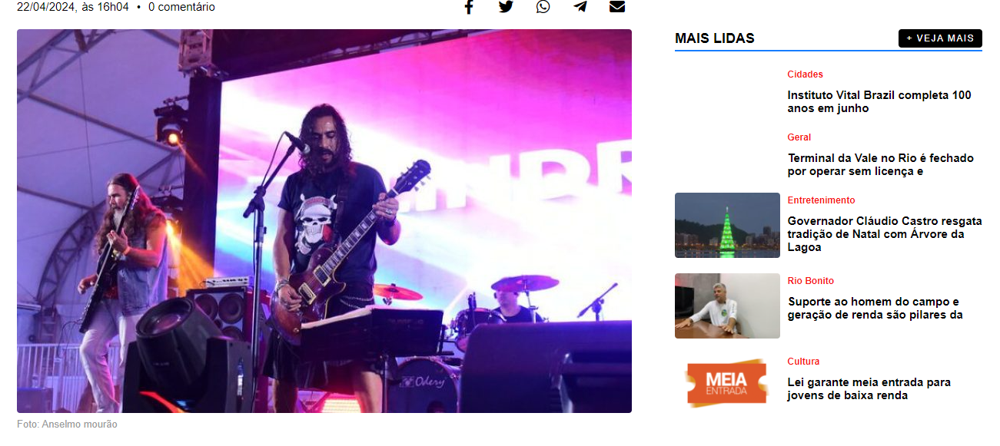 22/04/2024, às 16h04 • 0 comentário
Odery
Foto: Anselmo mourão
MAIS LIDAS
+ VEJA MAIS
Cidades
Instituto Vital Brazil completa 100
anos em junho
Geral
Terminal da Vale no Rio é fechado
por operar sem licença e
Entretenimento
Governador Cláudio Castro resgata
tradição de Natal com Árvore da
Lagoa
Rio Bonito
Suporte ao homem do campo e
geração de renda são pilares da
MEIA
ENTRADA
Cultura
Lei garante meia entrada para
jovens de baixa renda